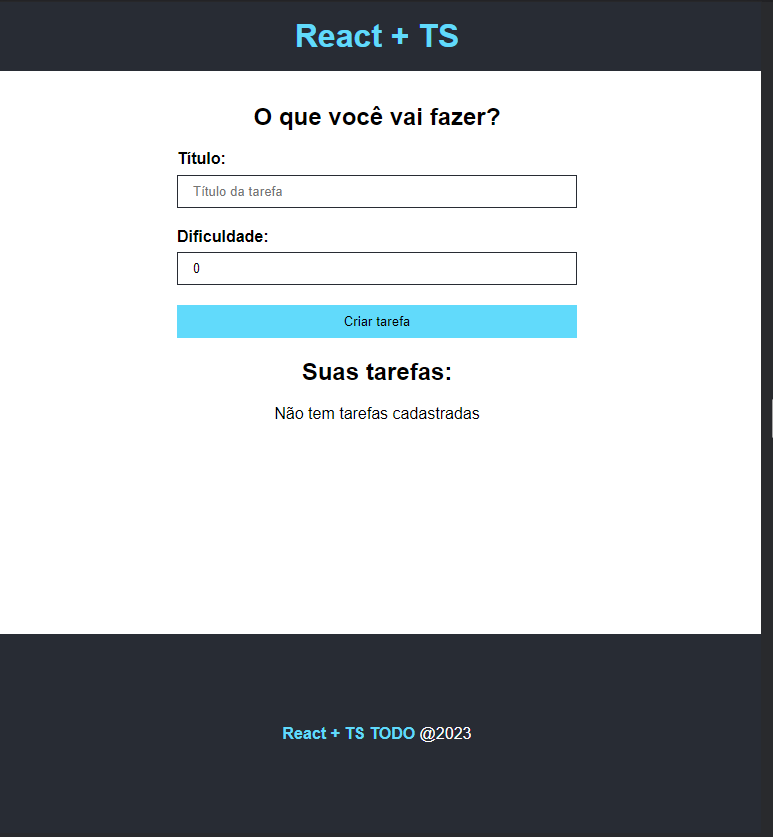 React + TS
O que você vai fazer?
Título:
Título da tarefa
Dificuldade:
0
Criar tarefa
Suas tarefas:
Não tem tarefas cadastradas
React + TS TODO @2023